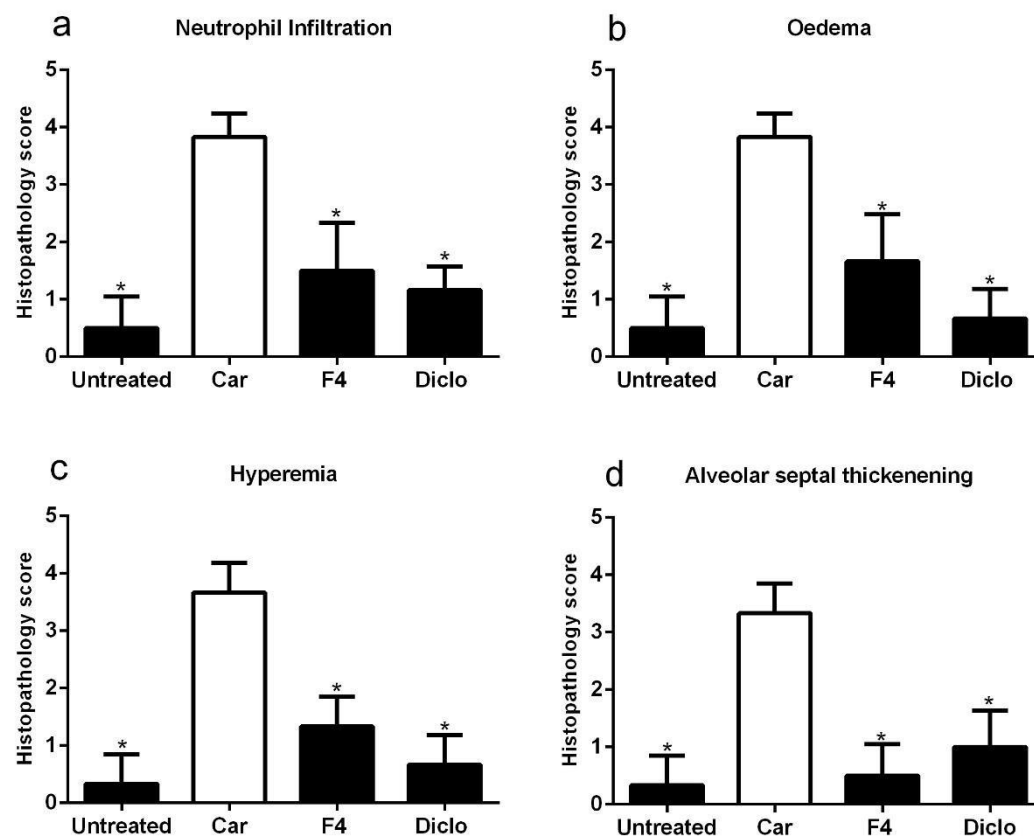 a
Neutrophil Infiltration
Histopathology score
5
4
3
2
1
0
*
*
*
Untreated Car F4 Diclo
b
Oedema
Histopathology score
5
4
3
2
1
0
*
*
*
Untreated Car F4 Diclo
c
Hyperemia
Histopathology score
5
4
3
2
1
0
*
*
*
Untreated Car F4 Diclo
d
Alveolar septal thickenening
Histopathology score
5
4
3
2
1
0
*
*
*
Untreated Car F4 Diclo